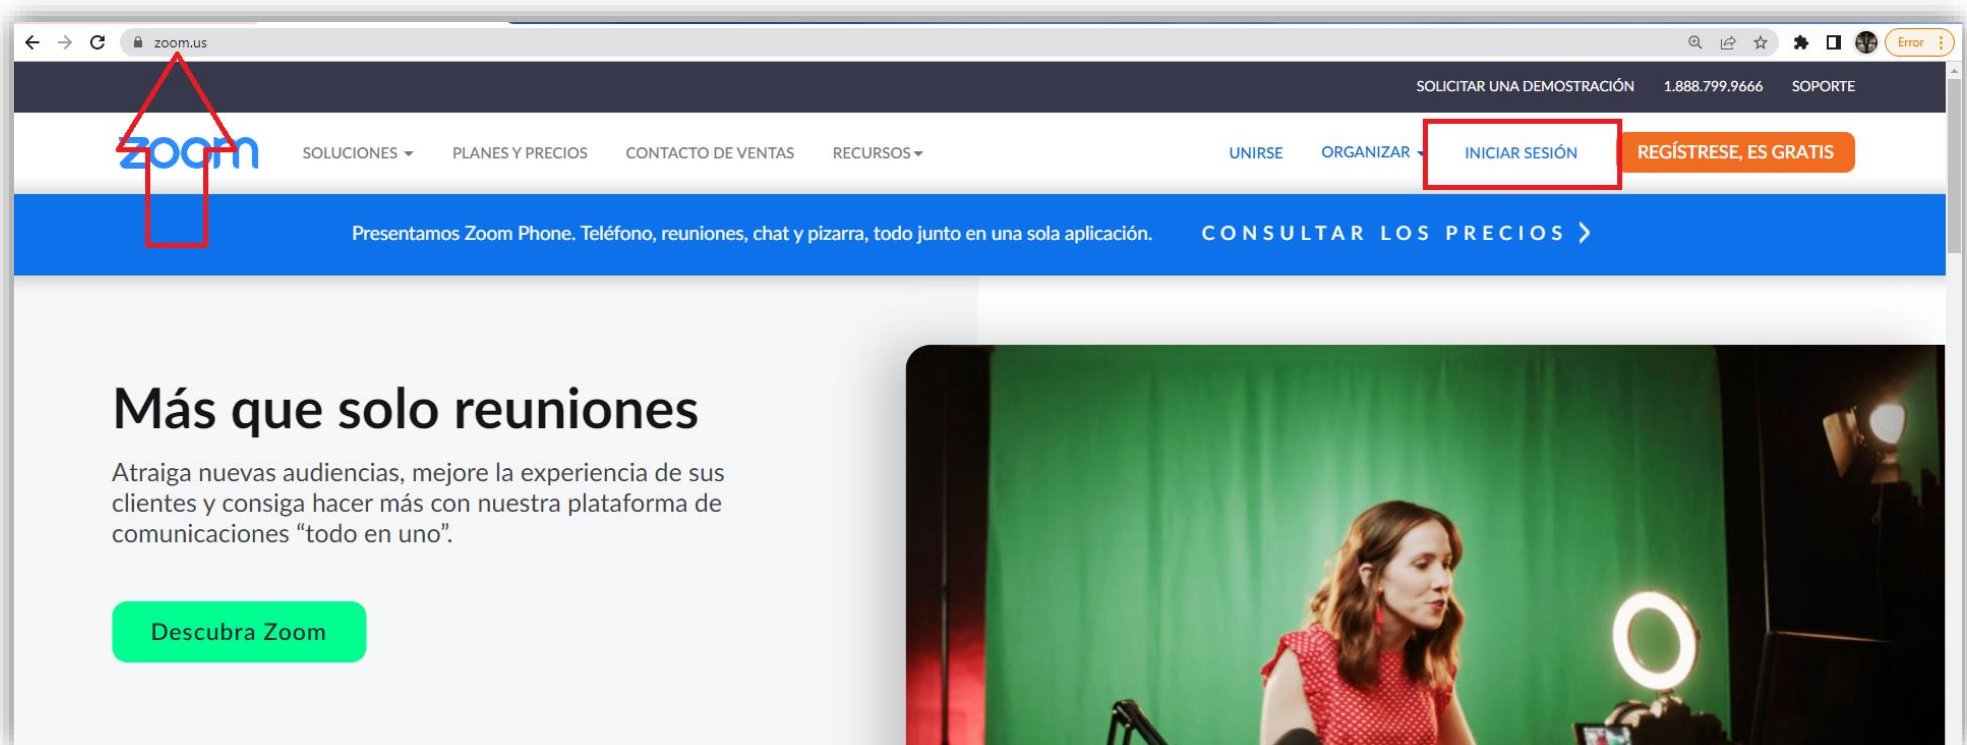 zoom.us
Error
SOLICITAR UNA DEMOSTRACIÓN 1.888.799.9666 SOPORTE
zoom SOLUCIONES PLANES Y PRECIOS CONTACTO DE VENTAS RECURSOS UNIRSE ORGANIZAR INICIAR SESIÓN REGÍSTRESE, ES GRATIS
Presentamos Zoom Phone. Teléfono, reuniones, chat y pizarra, todo junto en una sola aplicación. CONSULTAR LOS PRECIOS
Más que solo reuniones
Atraiga nuevas audiencias, mejore la experiencia de sus
clientes y consiga hacer más con nuestra plataforma de
comunicaciones “todo en uno”.
Descubra Zoom